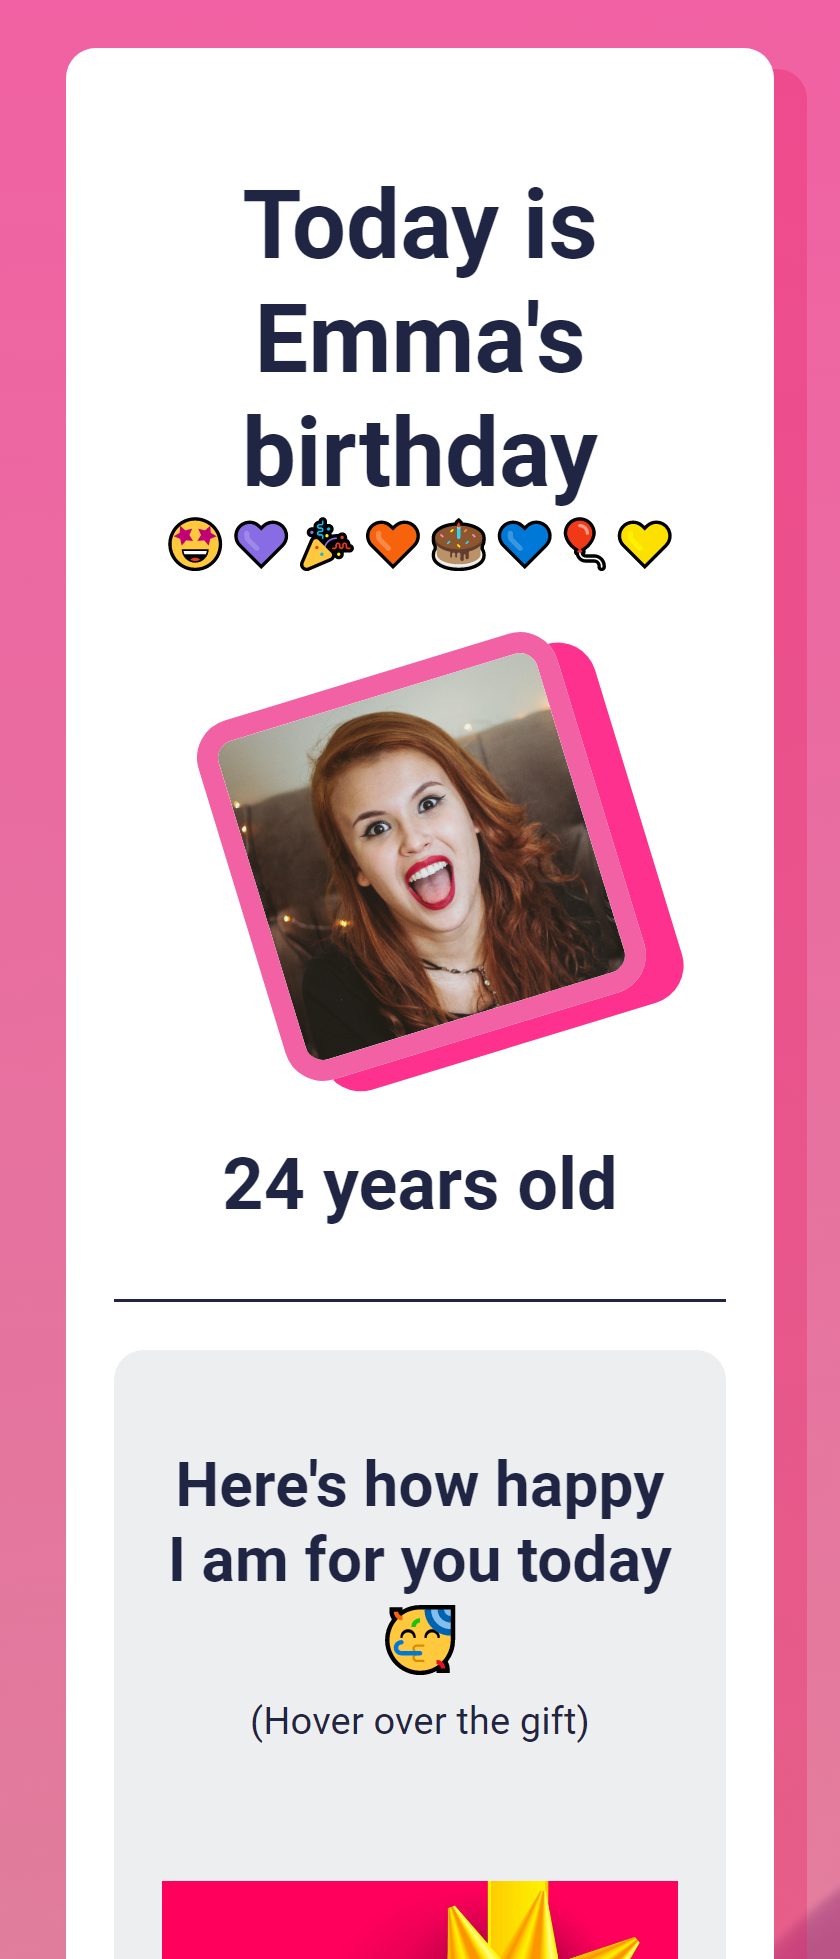 Today is
Emma's
birthday
🤩💜🎉🧡🎂💙🎈💛
24 years old
Here's how happy
I am for you today
🥳
(Hover over the gift)